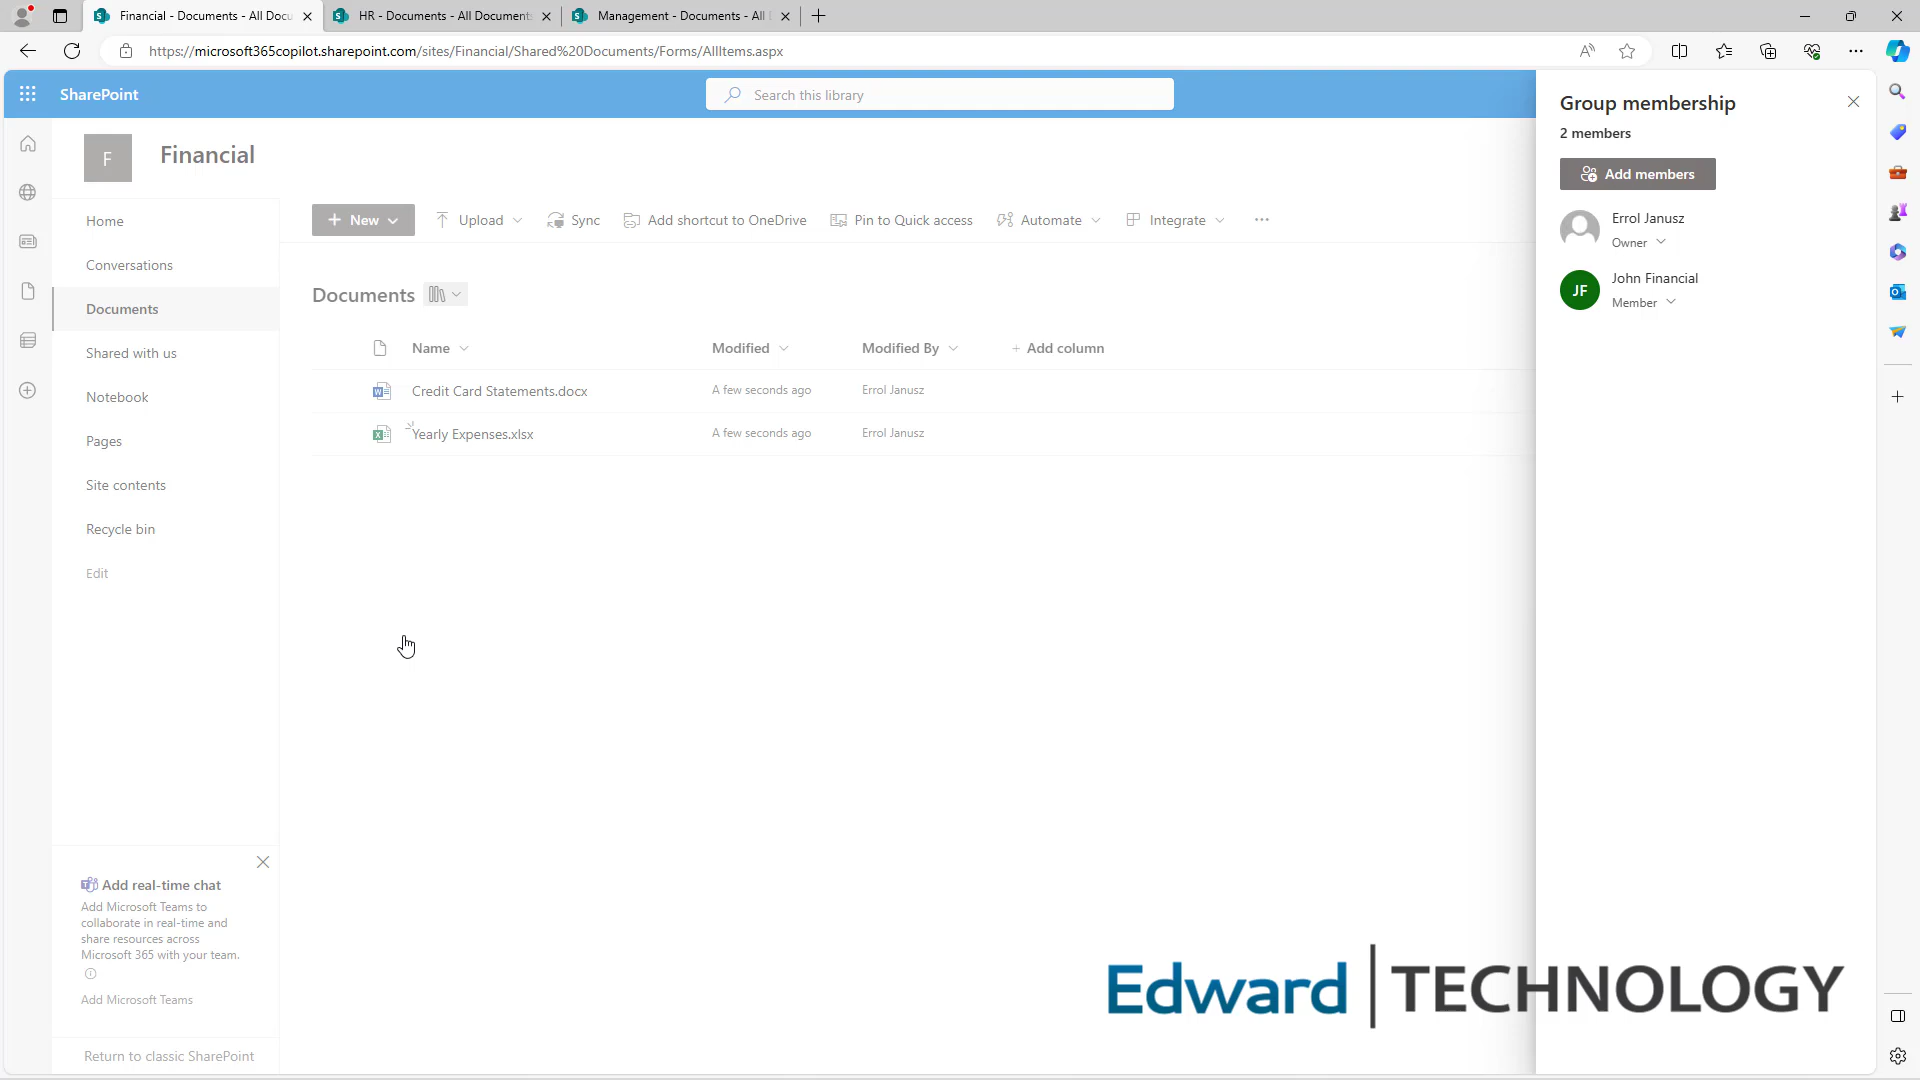 Financial - Documents - All Docu
HR - Documents - All Document
Management - Documents - All
https://microsoft365copilot.sharepoint.com/sites/Financial/Shared%20Documents/Forms/AllItems.aspx
SharePoint
Search this library
F
Financial
Home
Conversations
Documents
Shared with us
Notebook
Pages
Site contents
Recycle bin
Edit
New
Upload
Sync
Add shortcut to OneDrive
Pin to Quick access
Automate
Integrate
Documents
Name
Modified
Modified By
+ Add column
Credit Card Statements.docx
A few seconds ago
Errol Janusz
Yearly Expenses.xlsx
A few seconds ago
Errol Janusz
Group membership
2 members
Add members
Errol Janusz
Owner
JF
John Financial
Member
Add real-time chat
Add Microsoft Teams to
collaborate in real-time and
share resources across
Microsoft 365 with your team.
Add Microsoft Teams
Return to classic SharePoint
Edward | TECHNOLOGY